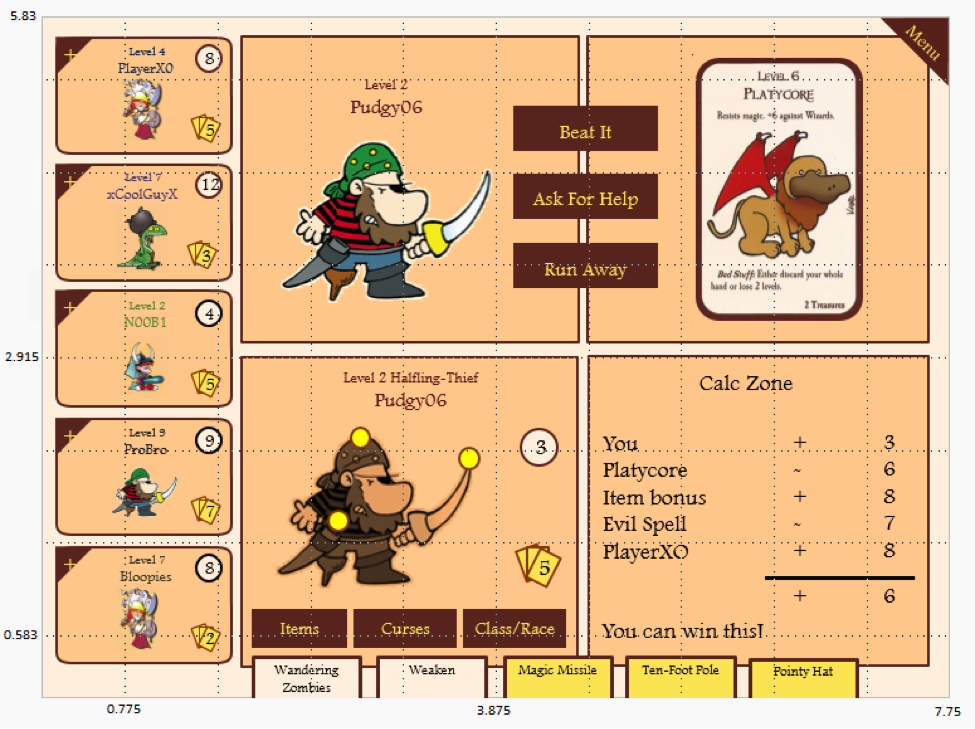 5.83
2.915
0.583
0.775
3.875
7.75
Menu
+
Level 4
PlayerXO
8
5
+
Level 7
xCoolGuyX
12
3
+
Level 2
N00B1
4
5
+
Level 9
ProBro
9
7
+
Level 7
Bloopies
8
2
Level 2
Pudgy06
Beat It
Ask For Help
Run Away
LEVEL 6
PLATYCORE
Resists magic. +6 against Wizards.
Bad Stuff: Either discard your whole
hand or lose 2 levels.
2 Treasures
Level 2 Halfling-Thief
Pudgy06
3
5
Items
Curses
Class/Race
Calc Zone
You + 3
Platycore ~ 6
Item bonus + 8
Evil Spell ~ 7
PlayerXO + 8
+ 6
You can win this!
Wandering
Zombies
Weaken
Magic Missile
Ten-Foot Pole
Pointy Hat